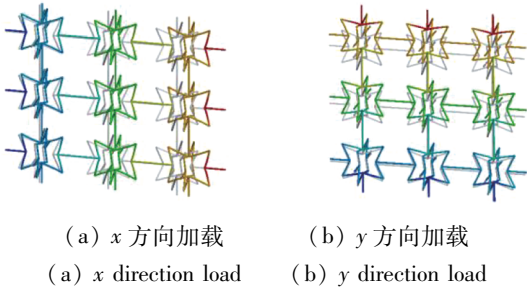 (a) x 方向加载
(b) y 方向加载
(a) x direction load
(b) y direction load